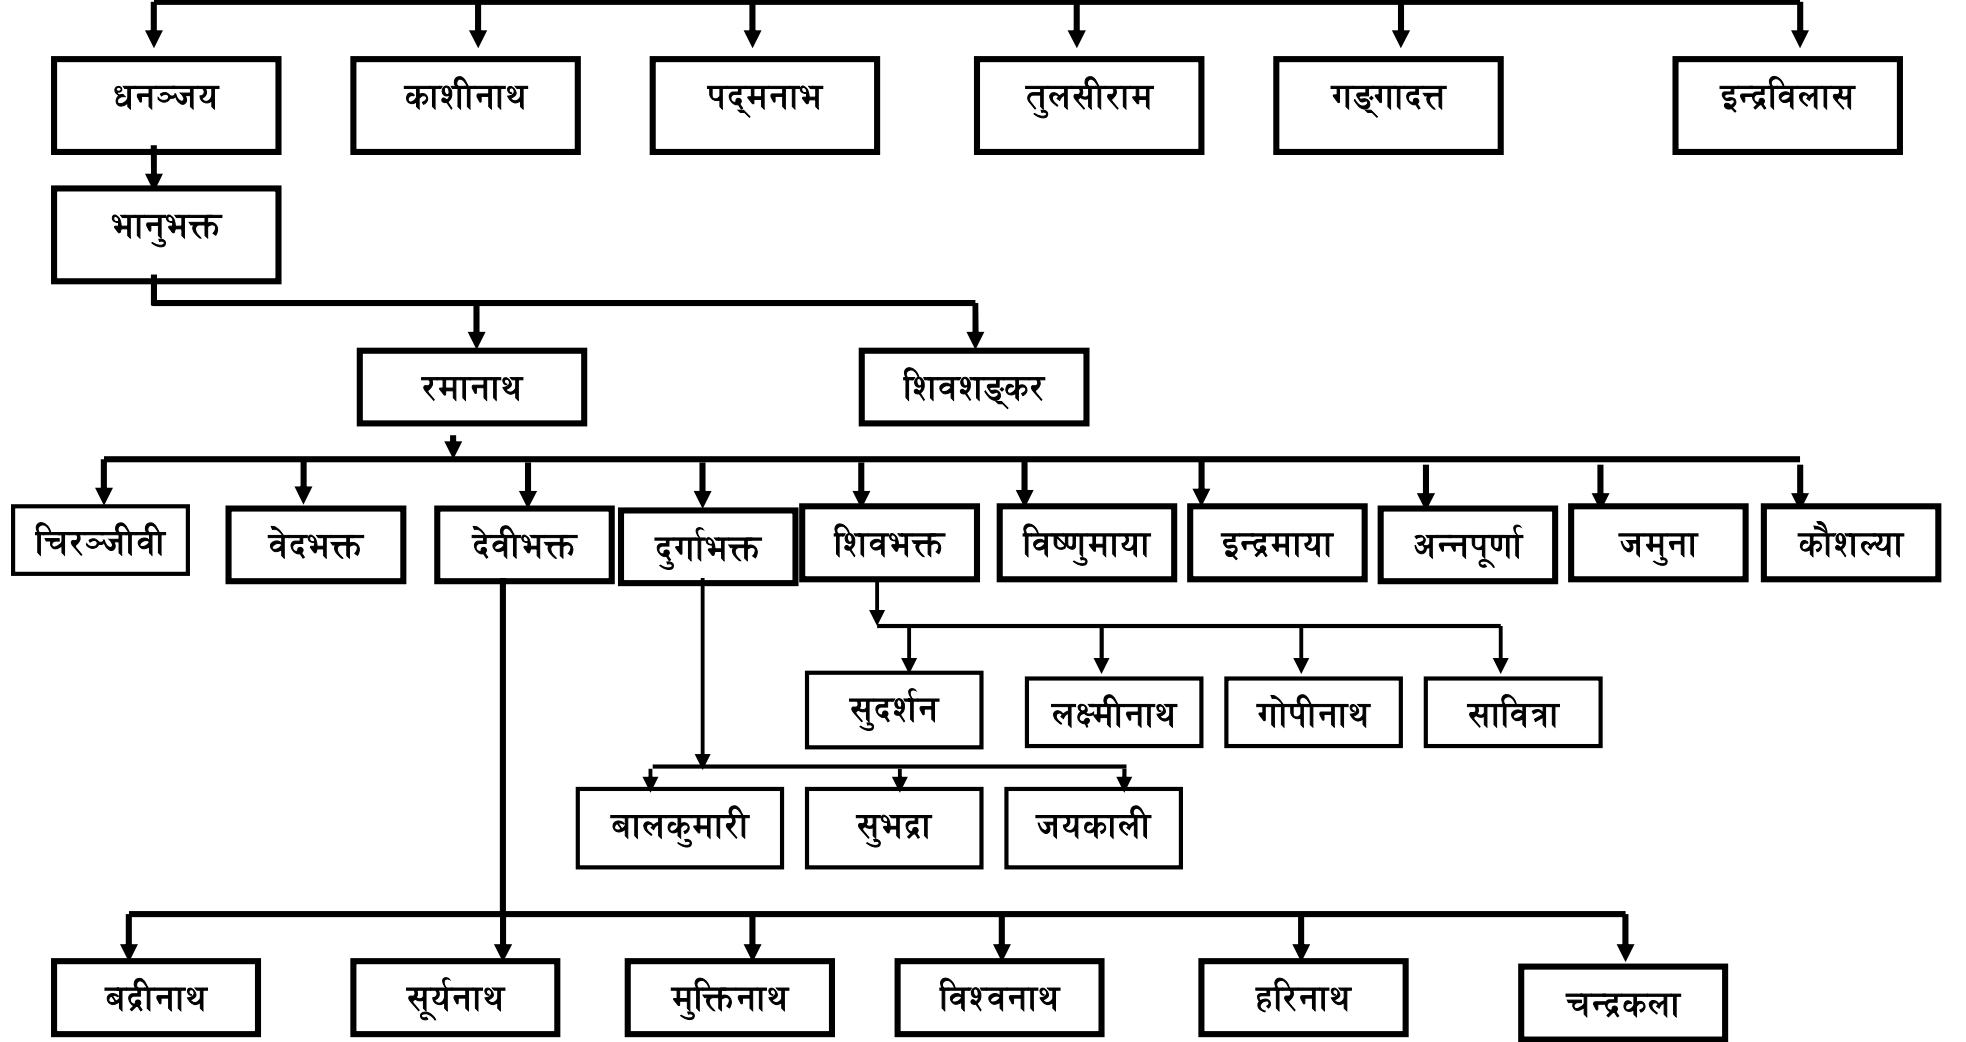 धनञ्जय
काशीनाथ
पद्मनाभ
तुलसीराम
गङ्गादत्त
इन्द्रविलास
भानुभक्त
रमानाथ
शिवशङ्कर
चिरञ्जीवी
वेदभक्त
देवीभक्त
दुर्गाभक्त
शिवभक्त
विष्णुमाया
इन्द्रमाया
अन्नपूर्णा
जमुना
कौशल्या
सुदर्शन
लक्ष्मीनाथ
गोपीनाथ
सावित्रा
बालकुमारी
सुभद्रा
जयकाली
बद्रीनाथ
सूर्यनाथ
मुक्तिनाथ
विश्वनाथ
हरिनाथ
चन्द्रकला